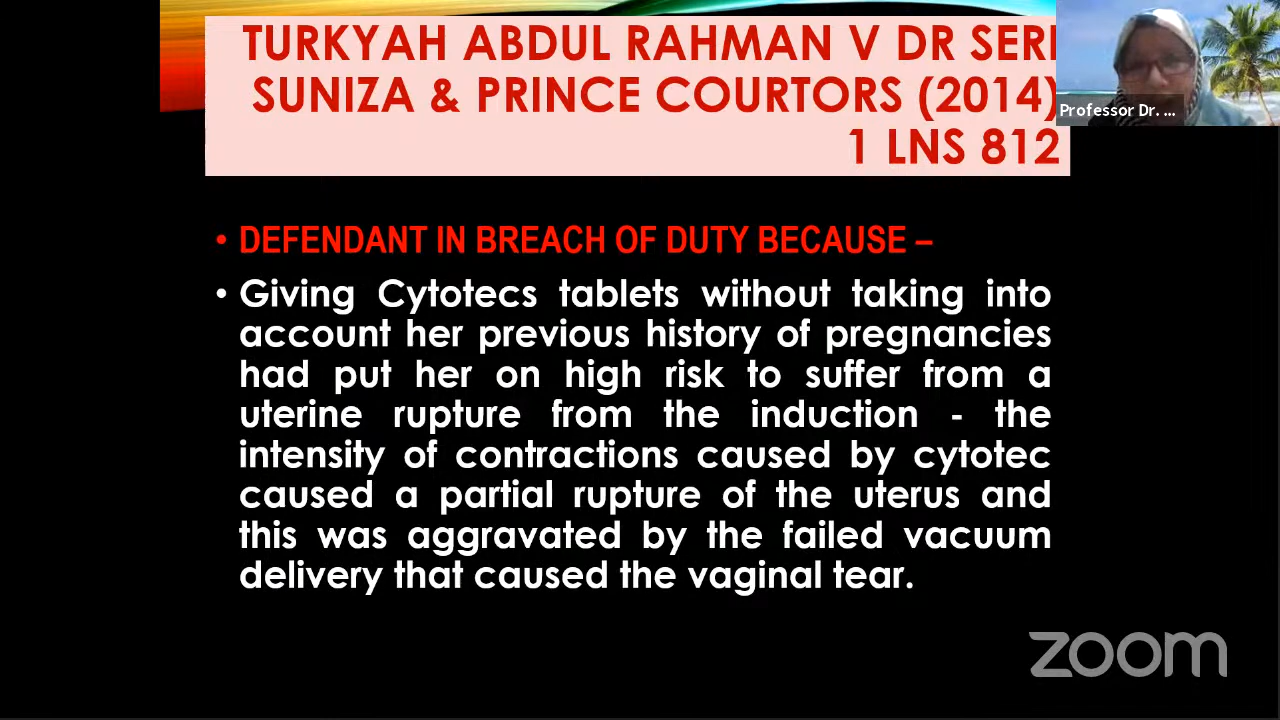 TURKYAH ABDUL RAHMAN V DR SERI
SUNIZA & PRINCE COURTORS (2014)
1 LNS 812
Professor Dr. ...
• DEFENDANT IN BREACH OF DUTY BECAUSE –
• Giving Cytotecs tablets without taking into
account her previous history of pregnancies
had put her on high risk to suffer from a
uterine rupture from the induction - the
intensity of contractions caused by cytotec
caused a partial rupture of the uterus and
this was aggravated by the failed vacuum
delivery that caused the vaginal tear.
zoom